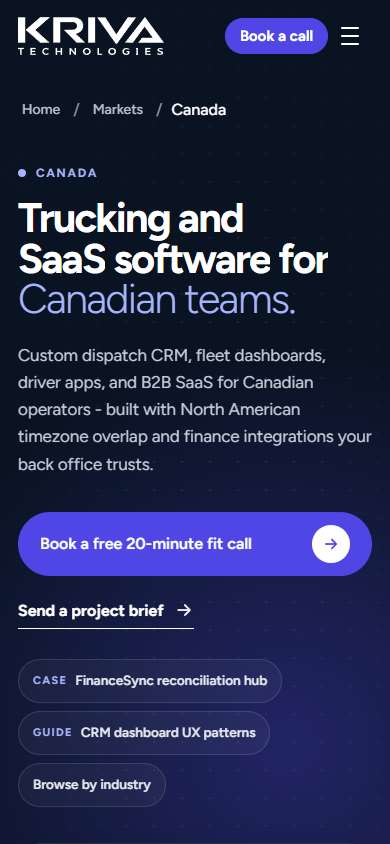 KRIVA
TECHNOLOGIES
Book a call
Home / Markets / Canada
CANADA
Trucking and
SaaS software for
Canadian teams.
Custom dispatch CRM, fleet dashboards,
driver apps, and B2B SaaS for Canadian
operators - built with North American
timezone overlap and finance integrations your
back office trusts.
Book a free 20-minute fit call
Send a project brief →
CASE FinanceSync reconciliation hub
GUIDE CRM dashboard UX patterns
Browse by industry